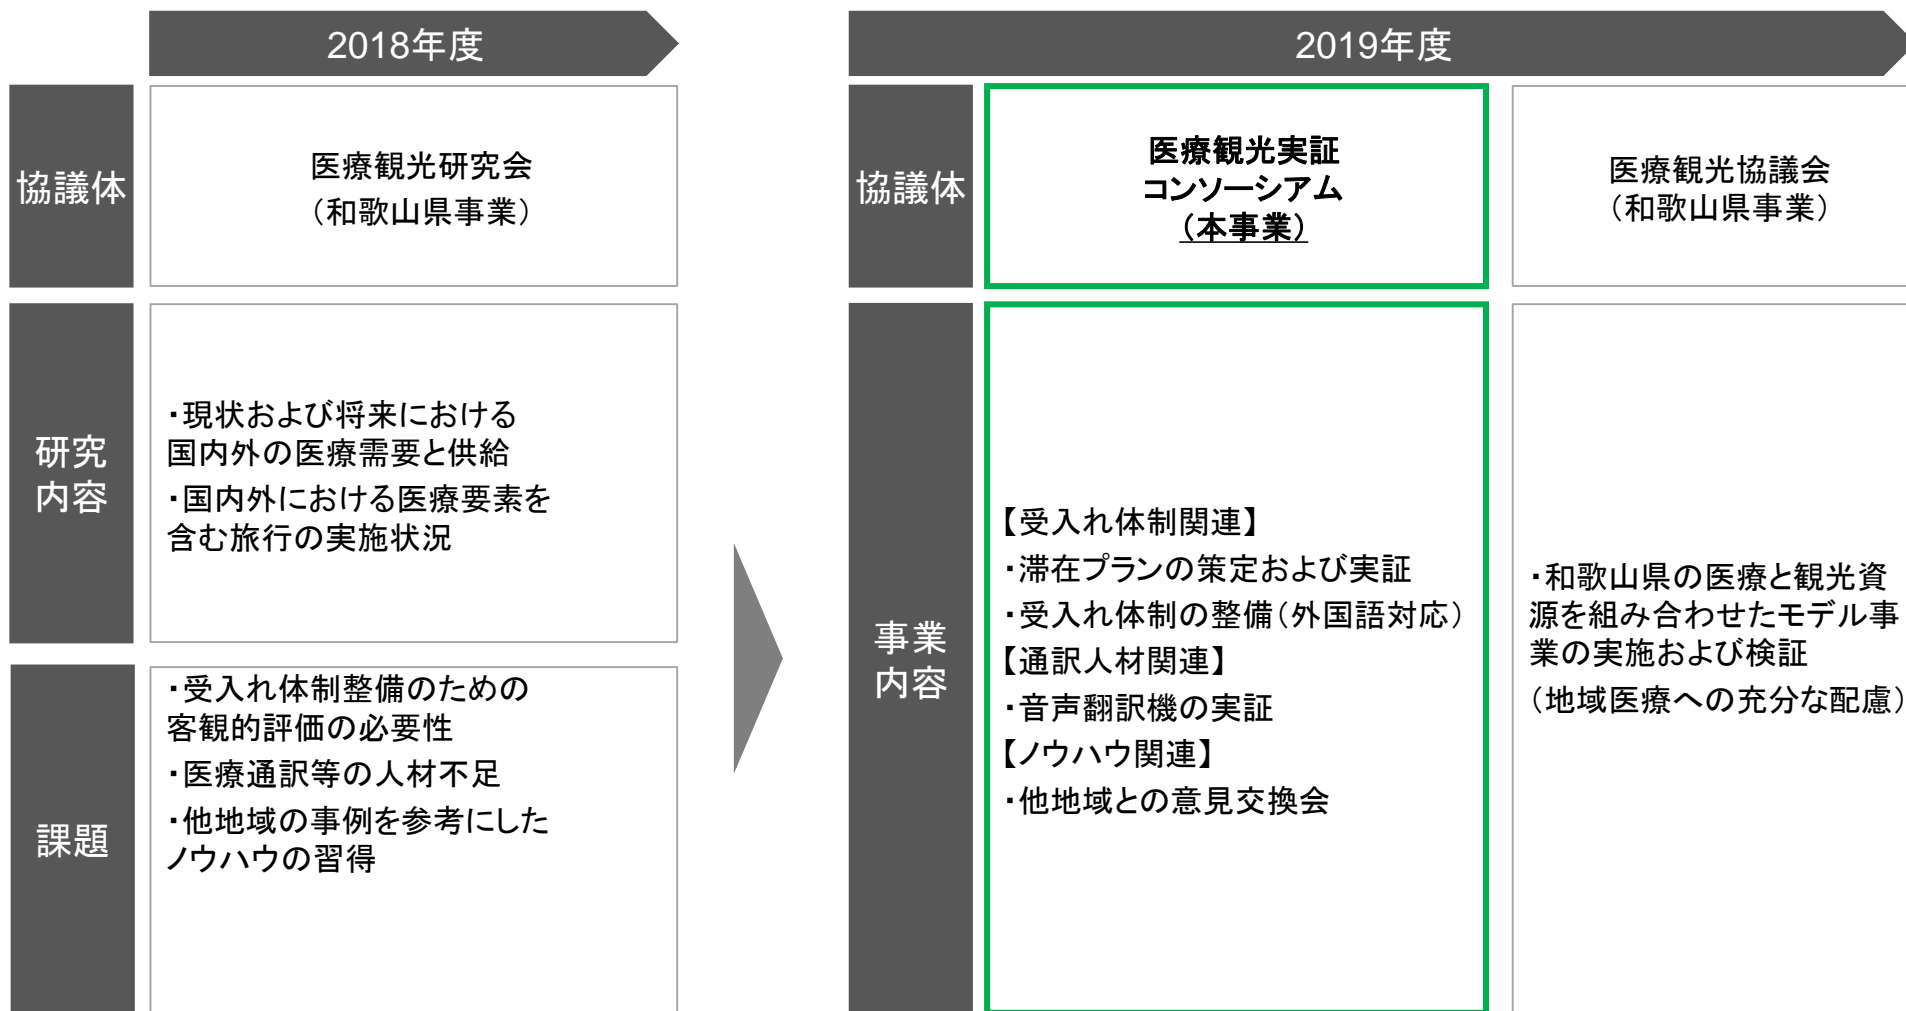 2018年度
協議体
医療観光研究会
（和歌山県事業）
研究
内容
・現状および将来における
国内外の医療需要と供給
・国内外における医療要素を
含む旅行の実施状況
課題
・受入れ体制整備のための
客観的評価の必要性
・医療通訳等の人材不足
・他地域の事例を参考にした
ノウハウの習得
2019年度
協議体
医療観光実証
コンソーシアム
（本事業）
医療観光協議会
（和歌山県事業）
事業
内容
【受入れ体制関連】
・滞在プランの策定および実証
・受入れ体制の整備（外国語対応）
【通訳人材関連】
・音声翻訳機の実証
【ノウハウ関連】
・他地域との意見交換会
・和歌山県の医療と観光資
源を組み合わせたモデル事
業の実施および検証
（地域医療への充分な配慮）